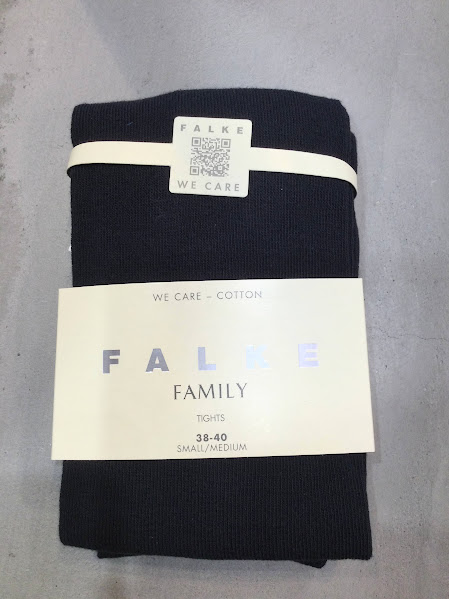 FALKE
WE CARE
WE CARE – COTTON
FALKE
FAMILY
TIGHTS
38-40
SMALL/MEDIUM